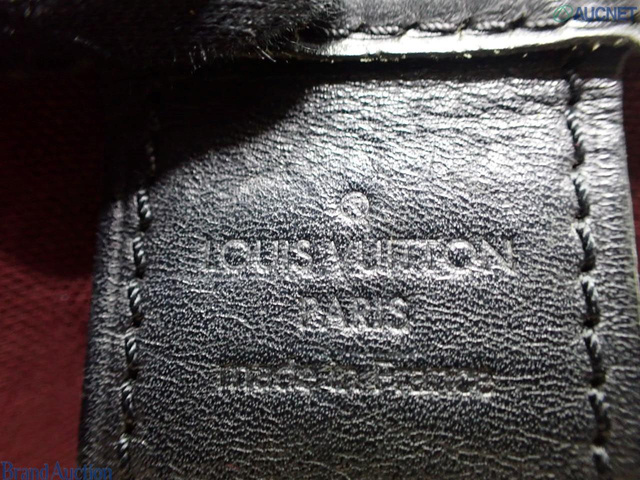 AUCNET
®
LOUIS VUITTON
PARIS
made in France
Brand Auction